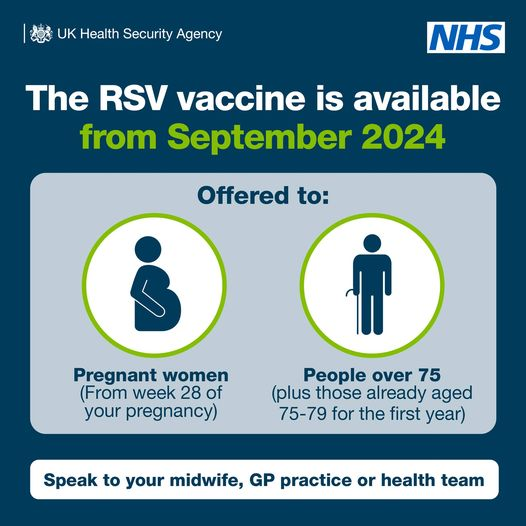 UK Health Security Agency
NHS
The RSV vaccine is available
from September 2024
Offered to:
Pregnant women
(From week 28 of
your pregnancy)
People over 75
(plus those already aged
75-79 for the first year)
Speak to your midwife, GP practice or health team